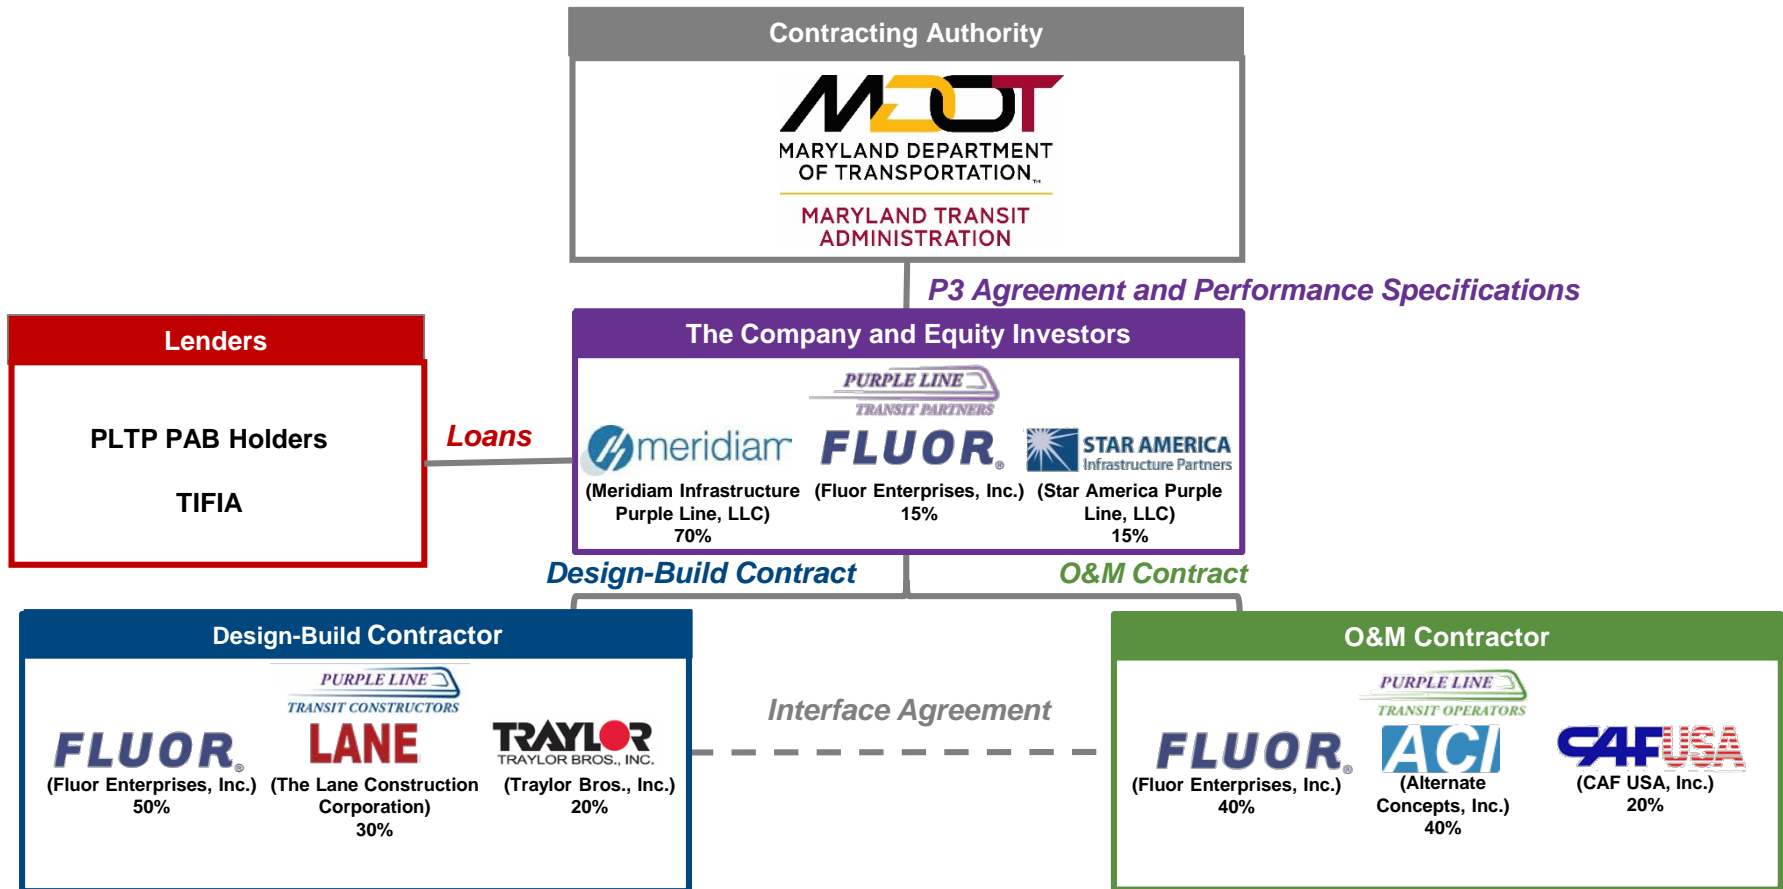 Contracting Authority
MDOT
MARYLAND DEPARTMENT
OF TRANSPORTATION™
MARYLAND TRANSIT
ADMINISTRATION
P3 Agreement and Performance Specifications
Lenders
PLTP PAB Holders
TIFIA
Loans
The Company and Equity Investors
PURPLE LINE
TRANSIT PARTNERS
meridiam
(Meridiam Infrastructure
Purple Line, LLC)
70%
FLUOR®
(Fluor Enterprises, Inc.)
15%
STAR AMERICA
Infrastructure Partners
(Star America Purple
Line, LLC)
15%
Design-Build Contract
O&M Contract
Design-Build Contractor
PURPLE LINE
TRANSIT CONSTRUCTORS
FLUOR®
(Fluor Enterprises, Inc.)
50%
LANE
(The Lane Construction
Corporation)
30%
TRAYLOR
TRAYLOR BROS., INC.
(Traylor Bros., Inc.)
20%
Interface Agreement
O&M Contractor
PURPLE LINE
TRANSIT OPERATORS
FLUOR®
(Fluor Enterprises, Inc.)
40%
ACI
(Alternate
Concepts, Inc.)
40%
CAF USA
(CAF USA, Inc.)
20%